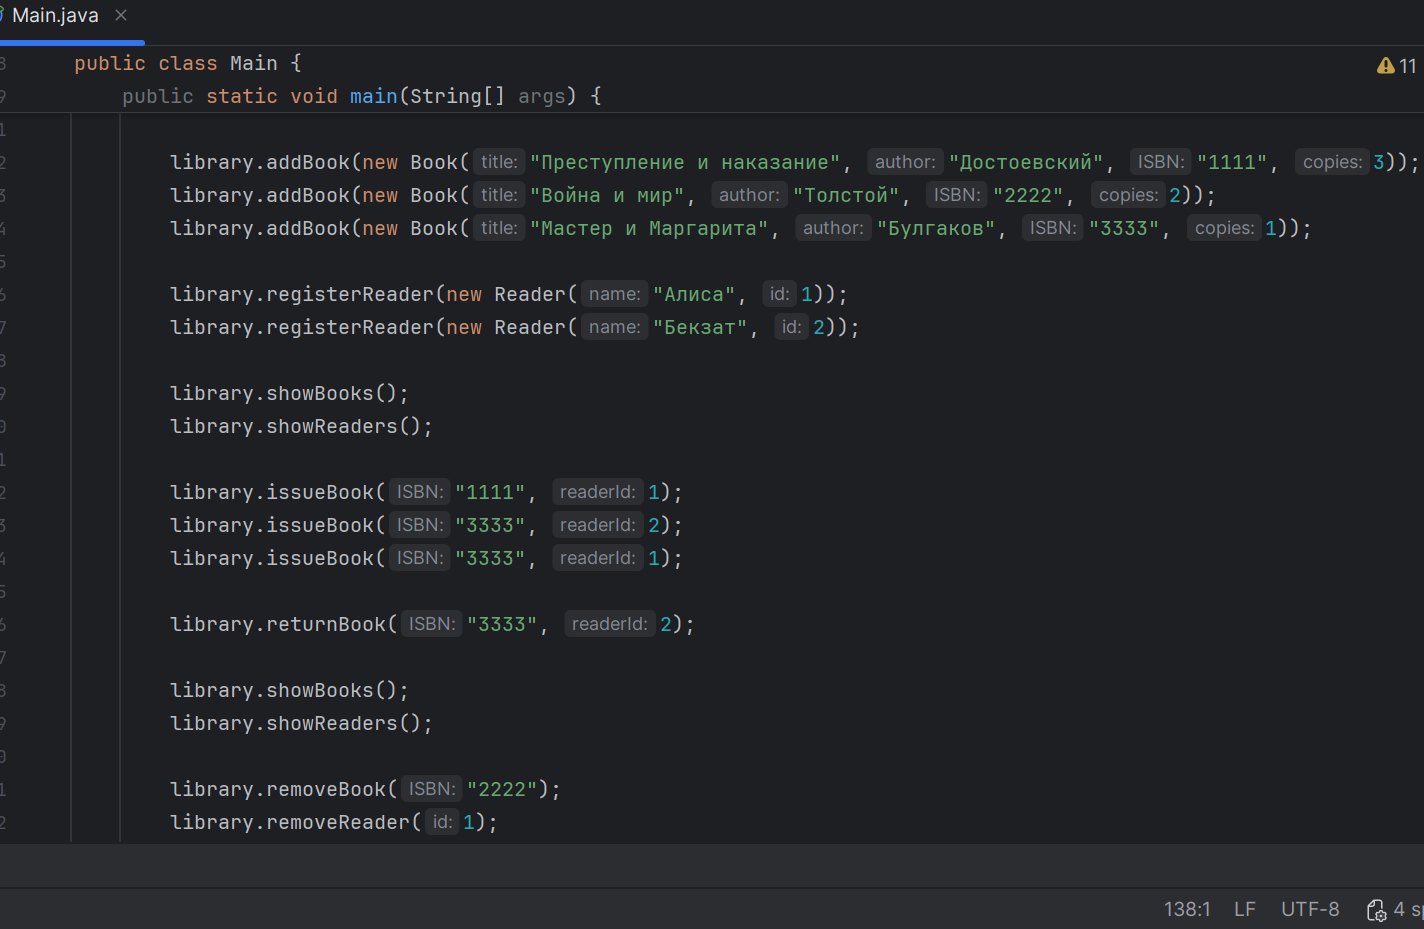 Main.java
public class Main {
11
public static void main(String[] args) {
library.addBook(new Book( title: "Преступление и наказание", author: "Достоевский", ISBN: "1111", copies: 3));
library.addBook(new Book( title: "Война и мир", author: "Толстой", ISBN: "2222", copies: 2));
library.addBook(new Book( title: "Мастер и Маргарита", author: "Булгаков", ISBN: "3333", copies: 1));
library.registerReader(new Reader( name: "Алиса", id: 1));
library.registerReader(new Reader( name: "Бекзат", id: 2));
library.showBooks();
library.showReaders();
library.issueBook( ISBN: "1111", readerId: 1);
library.issueBook( ISBN: "3333", readerId: 2);
library.issueBook( ISBN: "3333", readerId: 1);
library.returnBook( ISBN: "3333", readerId: 2);
library.showBooks();
library.showReaders();
library.removeBook( ISBN: "2222");
library.removeReader( id: 1);
138:1 LF UTF-8 4